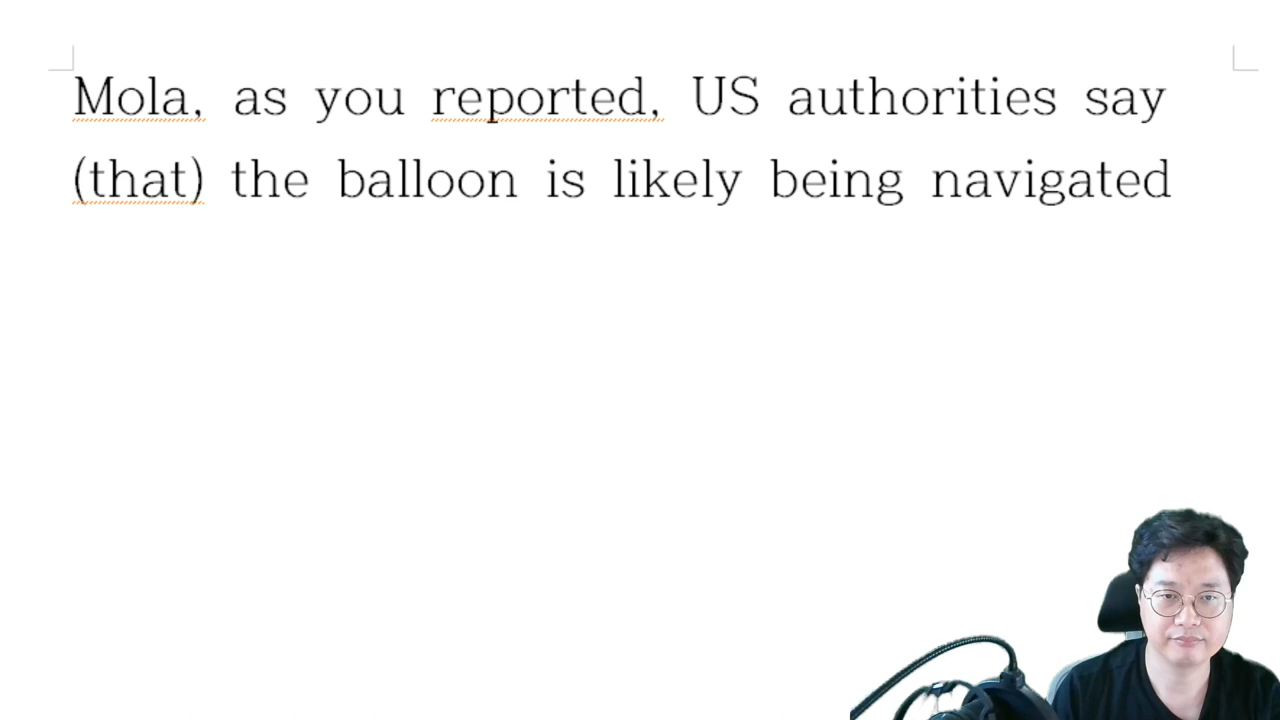 Mola, as you reported, US authorities say
(that) the balloon is likely being navigated